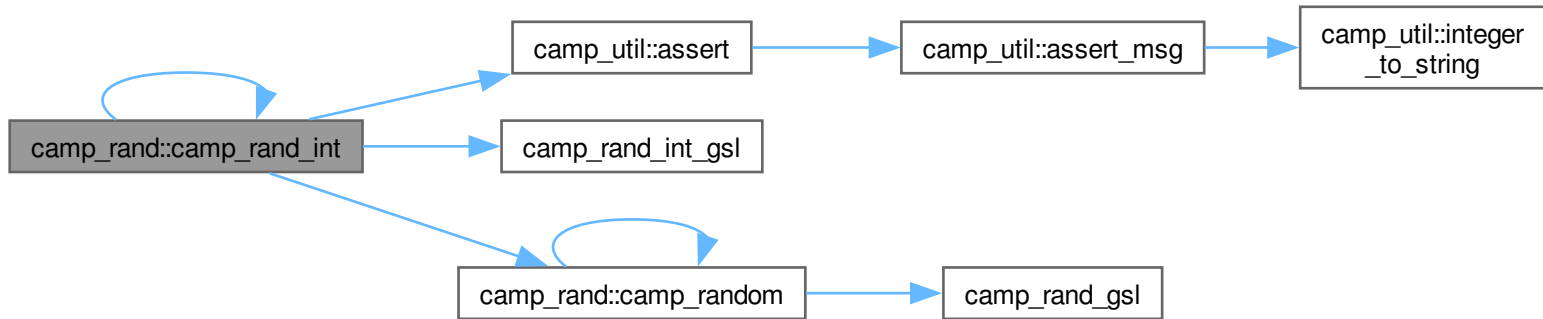 camp_util::assert
camp_util::assert_msg
camp_util::integer
_to_string
camp_rand::camp_rand_int
camp_rand_int_gsl
camp_rand::camp_random
camp_rand_gsl